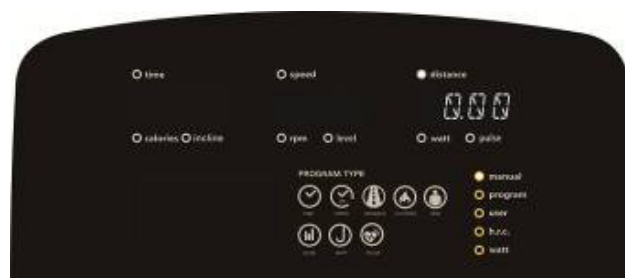 time speed distance
0.00
calories incline rpm level watt pulse
PROGRAM TYPE
manual
program
user
h.r.c.
watt